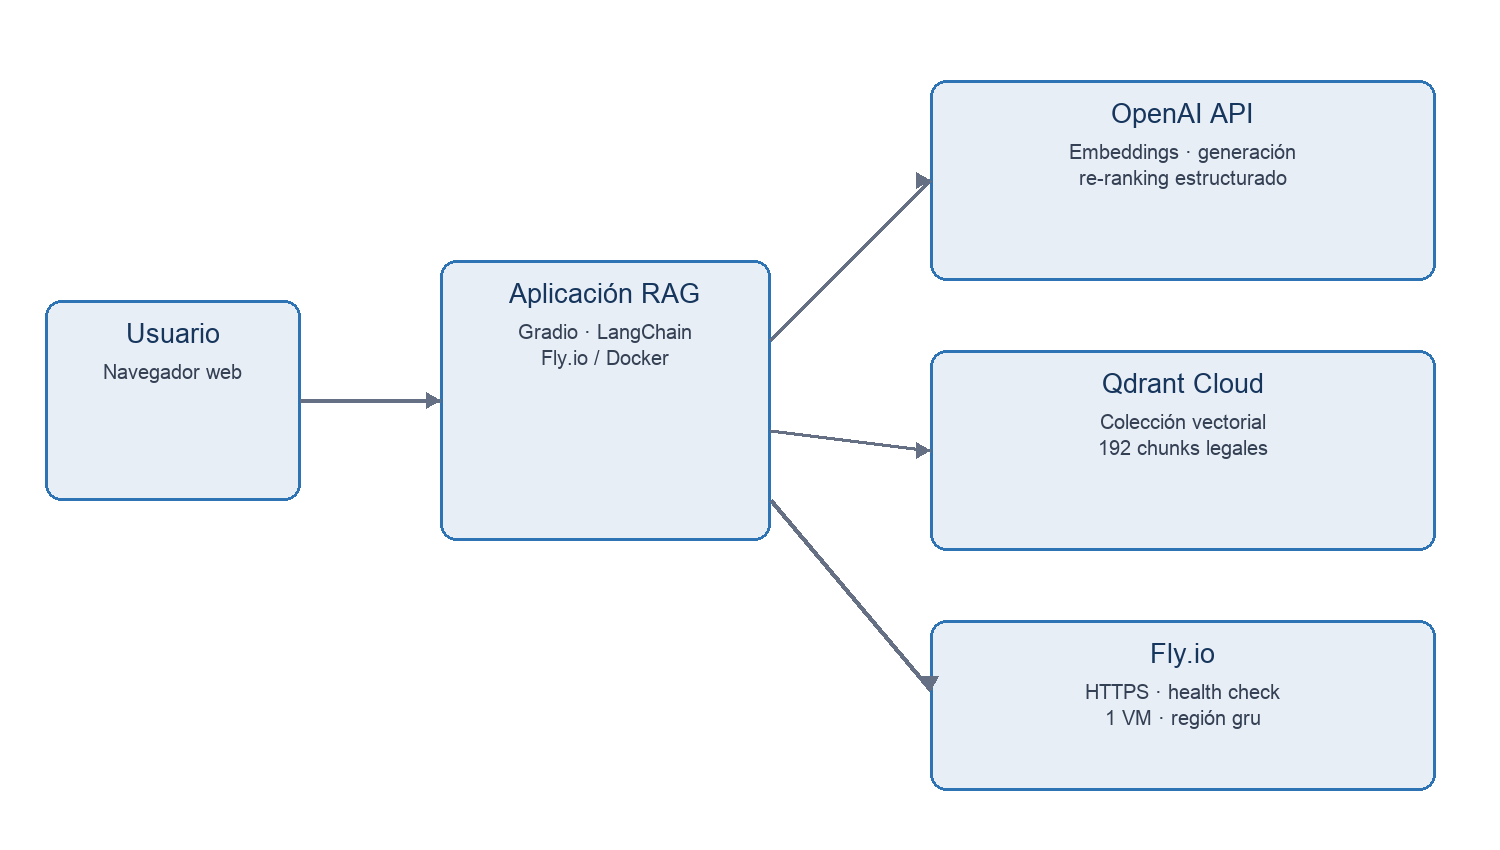 Usuario
Navegador web
Aplicación RAG
Gradio · LangChain
Fly.io / Docker
OpenAI API
Embeddings · generación
re-ranking estructurado
Qdrant Cloud
Colección vectorial
192 chunks legales
Fly.io
HTTPS · health check
1 VM · región gru